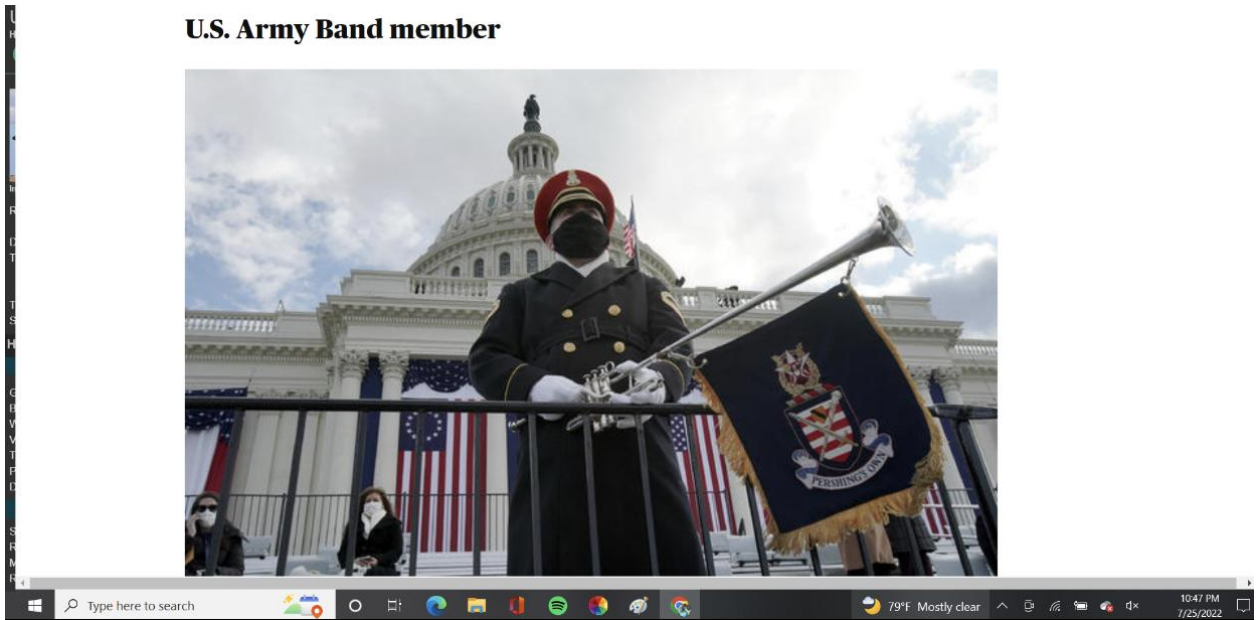 U.S. Army Band member
PERSHING'S OWN
Type here to search
79°F Mostly clear
10:47 PM
7/25/2022